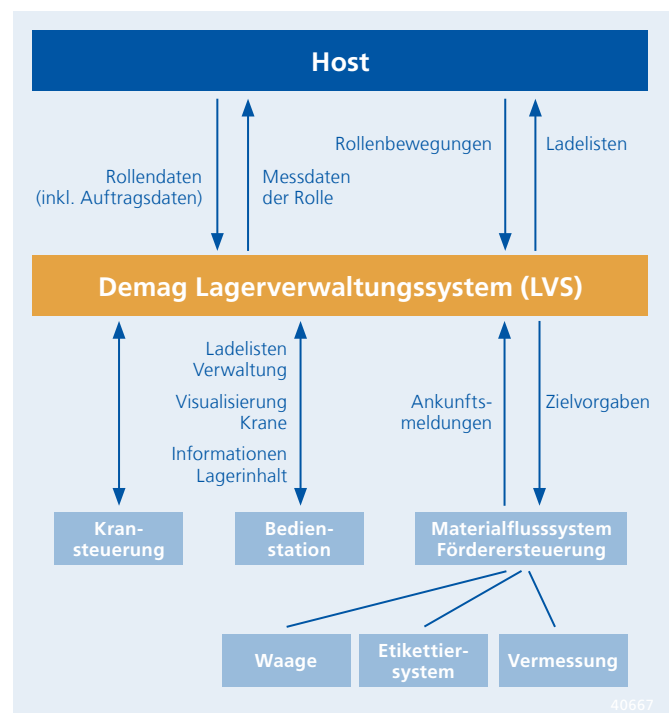 Host
Rollenbewegungen
Ladelisten
Rollendaten
(inkl. Auftragsdaten)
Messdaten
der Rolle
Demag Lagerverwaltungssystem (LVS)
Ladelisten
Verwaltung
Visualisierung
Krane
Informationen
Lagerinhalt
Ankunfts-
meldungen
Zielvorgaben
Kran-
steuerung
Bedien-
station
Materialflusssystem
Förderersteuerung
Waage
Etikettier-
system
Vermessung
40667